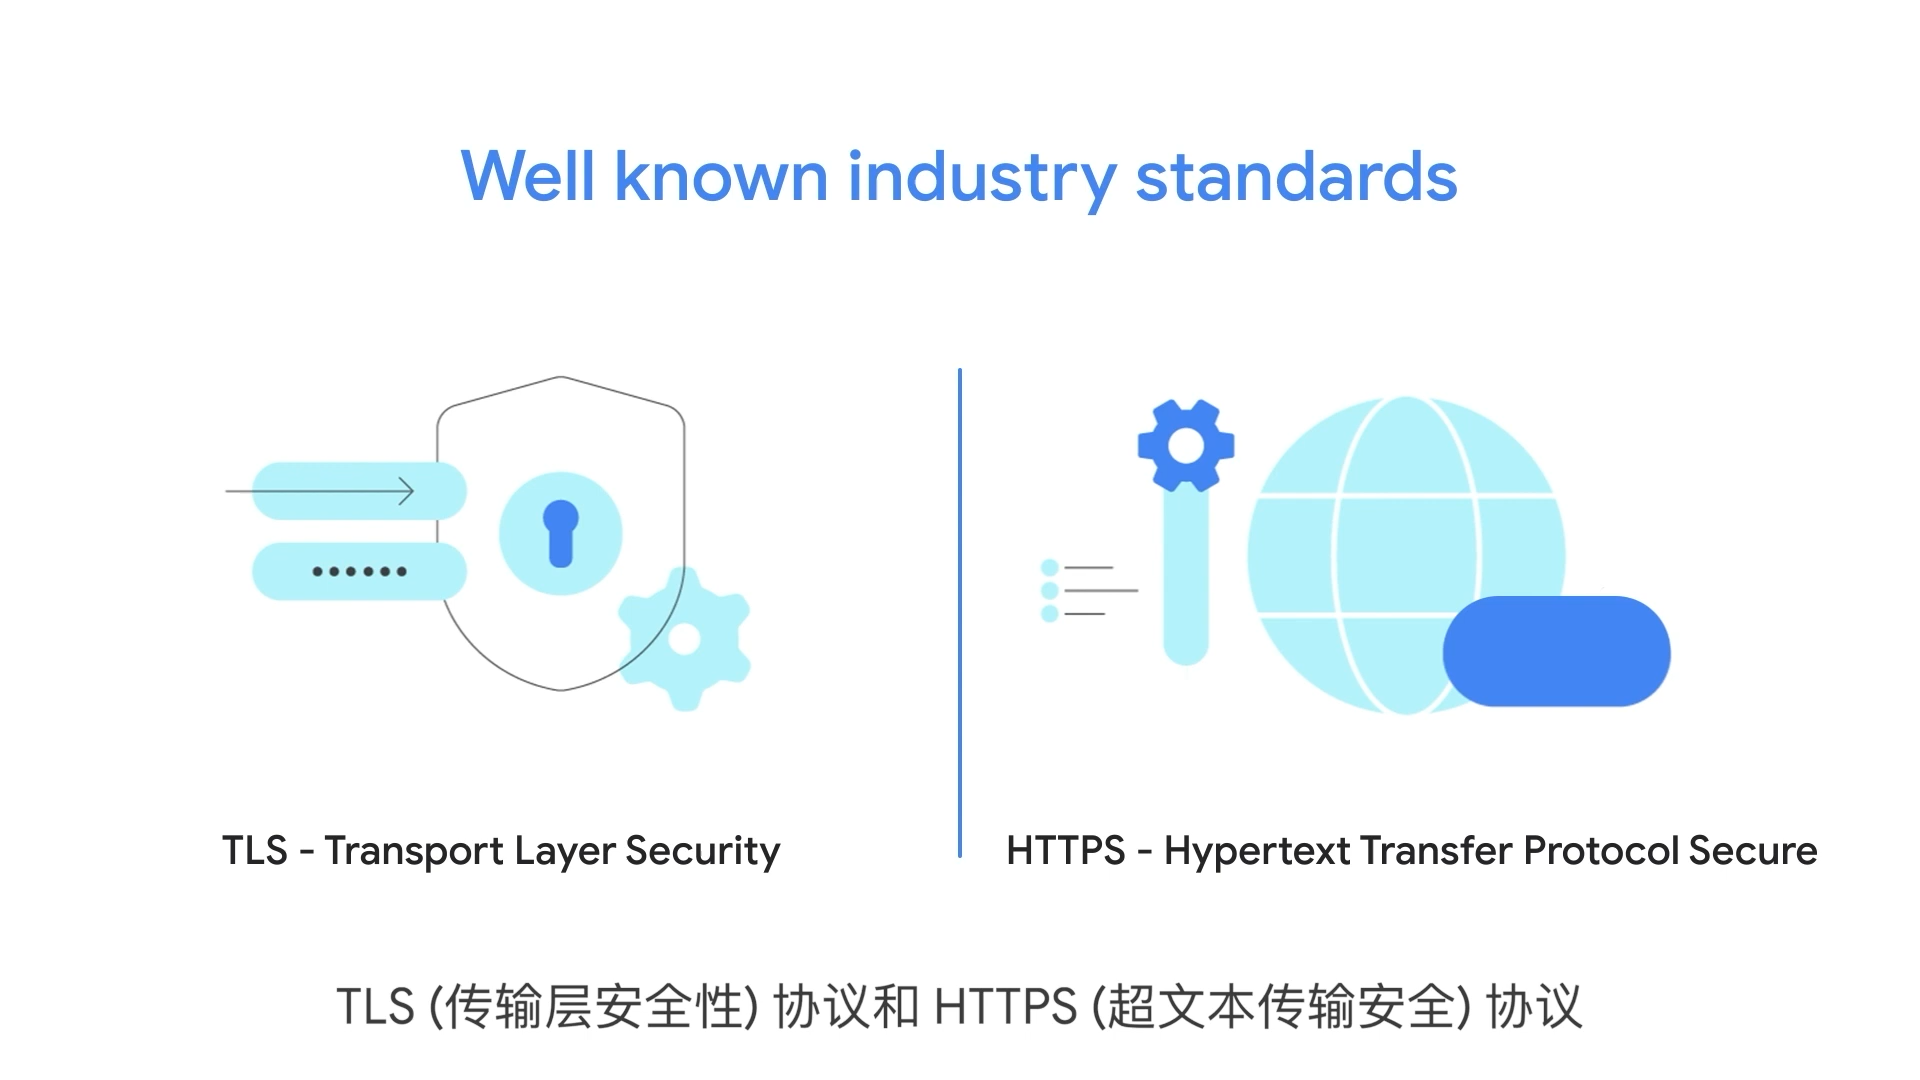 Well known industry standards
TLS - Transport Layer Security
HTTPS - Hypertext Transfer Protocol Secure
TLS (传输层安全性) 协议和 HTTPS (超文本传输安全) 协议